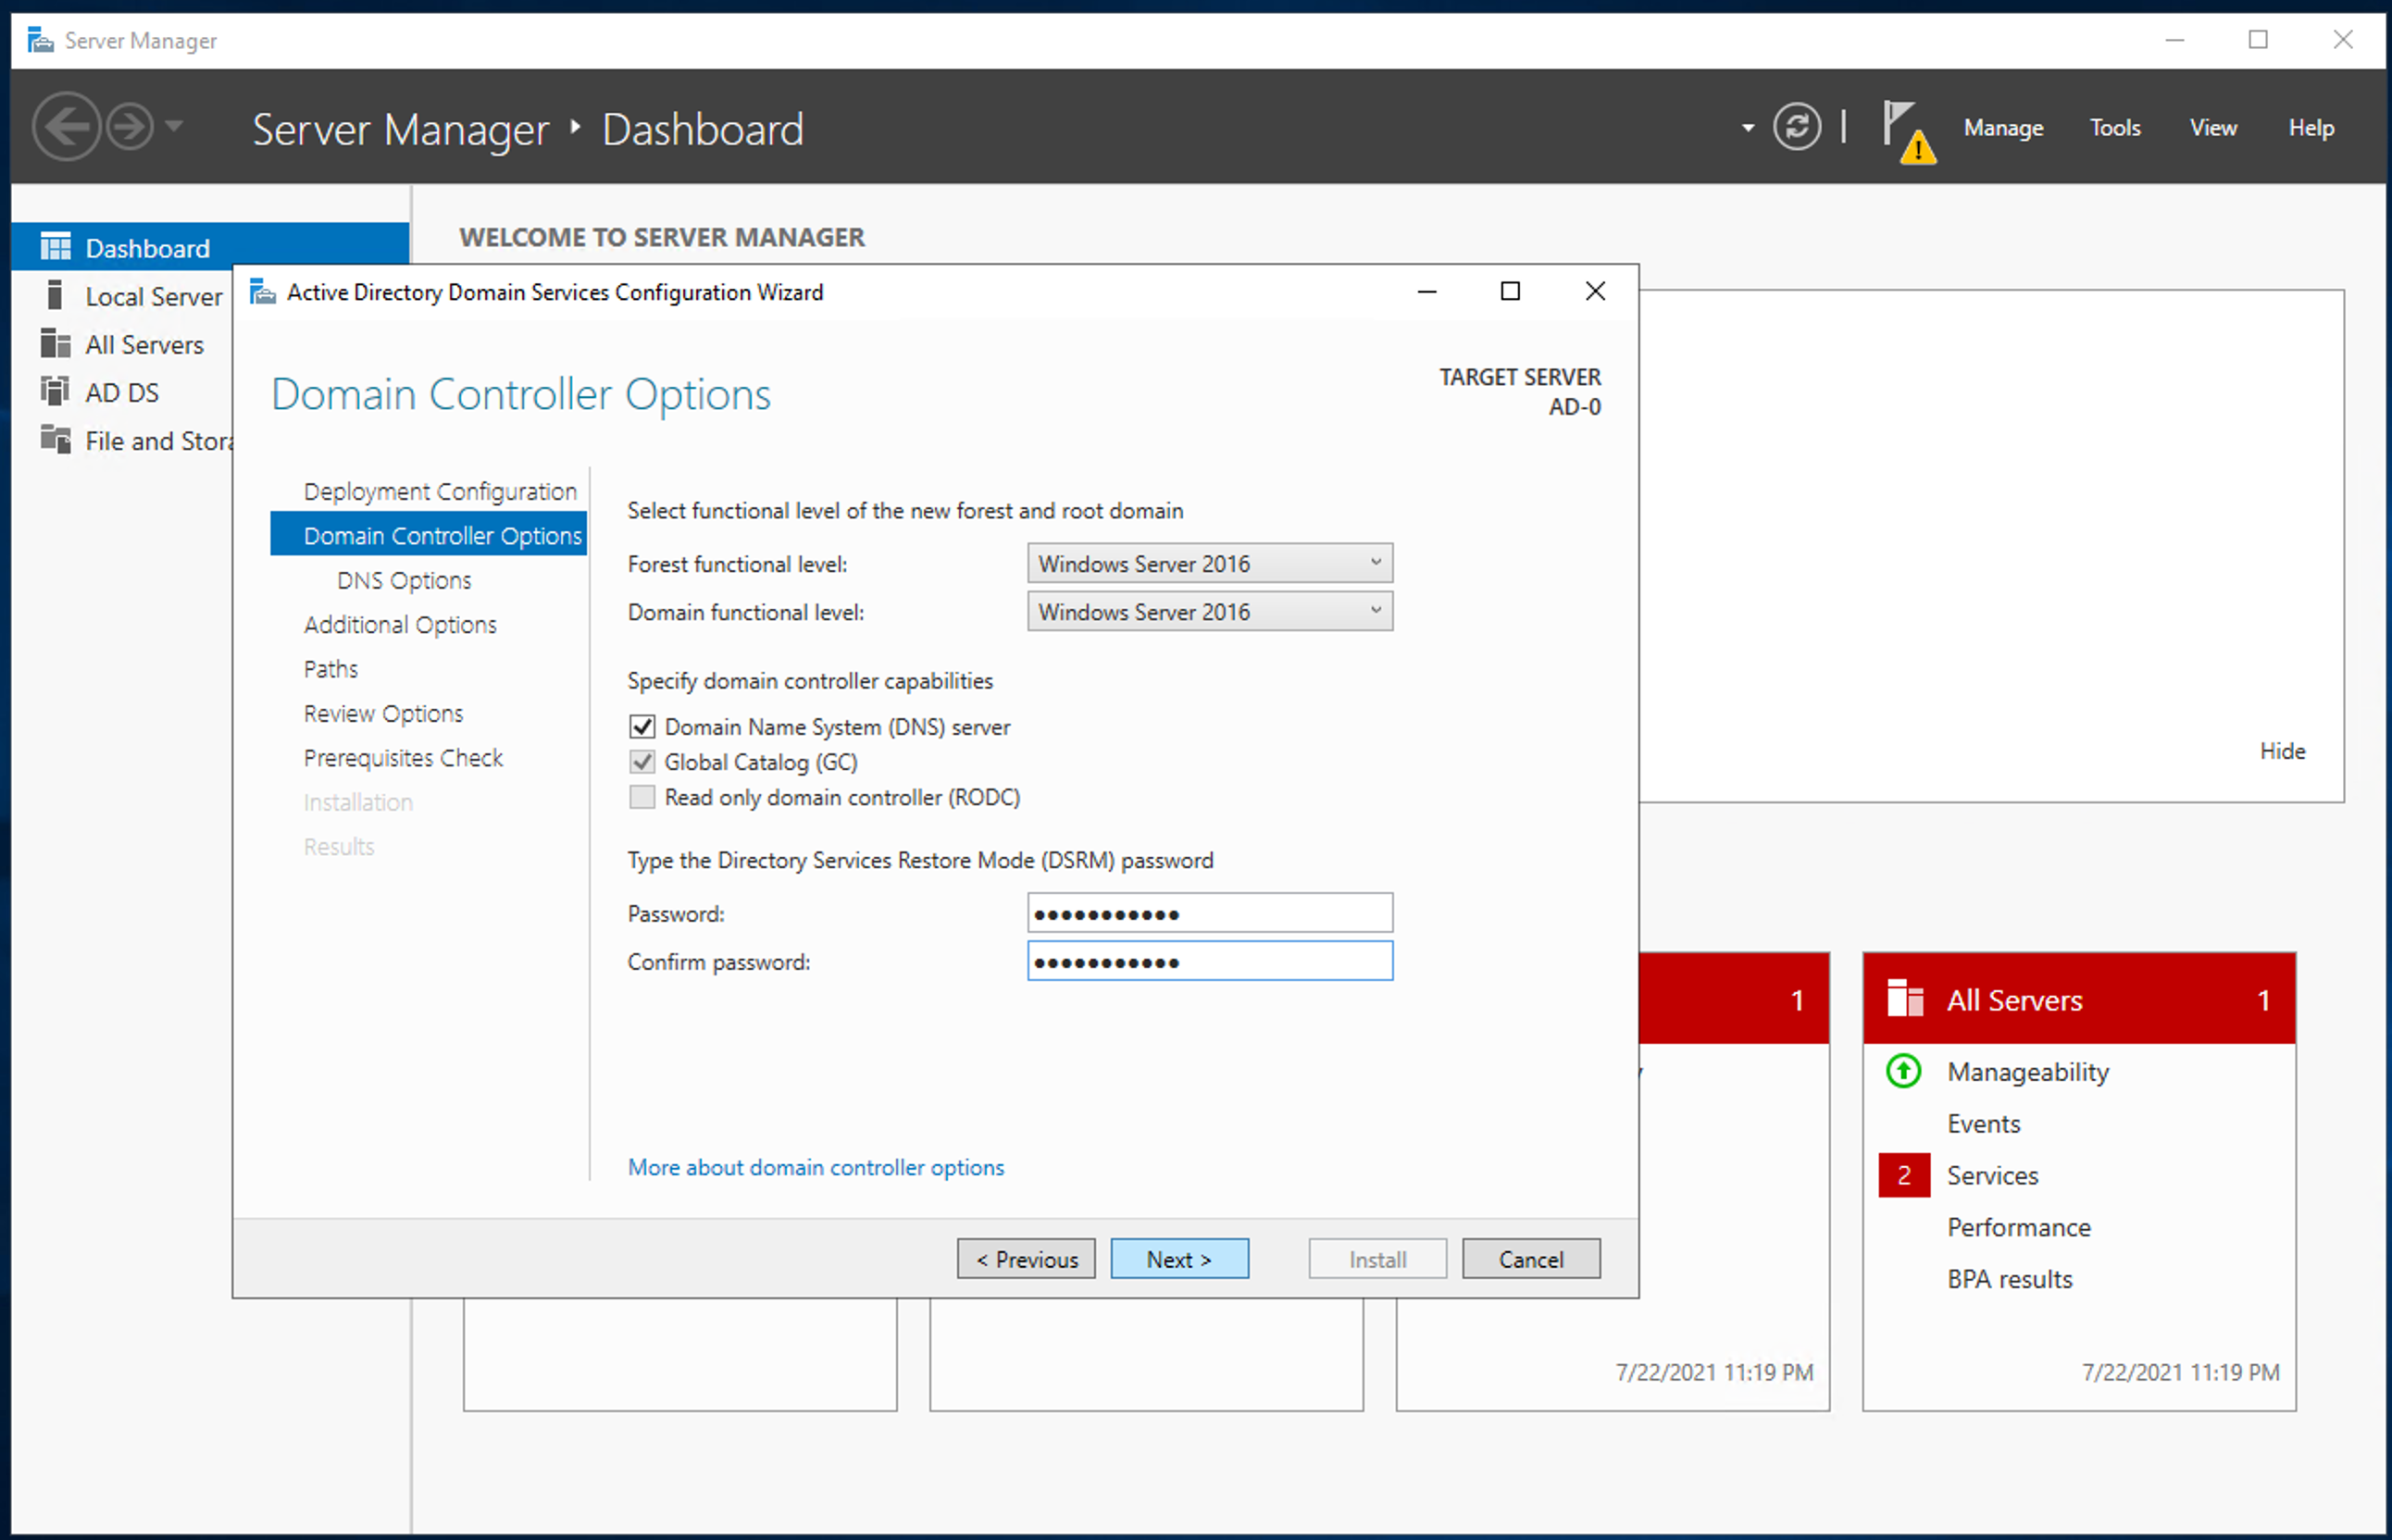 Server Manager
Server Manager Dashboard
Manage Tools View Help
Dashboard
Local Server
All Servers
AD DS
File and Stora
WELCOME TO SERVER MANAGER
Active Directory Domain Services Configuration Wizard
Domain Controller Options
TARGET SERVER
AD-0
Deployment Configuration
Domain Controller Options
DNS Options
Additional Options
Paths
Review Options
Prerequisites Check
Installation
Results
Select functional level of the new forest and root domain
Forest functional level: Windows Server 2016
Domain functional level: Windows Server 2016
Specify domain controller capabilities
Domain Name System (DNS) server
Global Catalog (GC)
Read only domain controller (RODC)
Type the Directory Services Restore Mode (DSRM) password
Password: ●●●●●●●●●●●
Confirm password: ●●●●●●●●●●●
More about domain controller options
< Previous Next > Install Cancel
Hide
1
7/22/2021 11:19 PM
All Servers 1
Manageability
Events
2 Services
Performance
BPA results
7/22/2021 11:19 PM